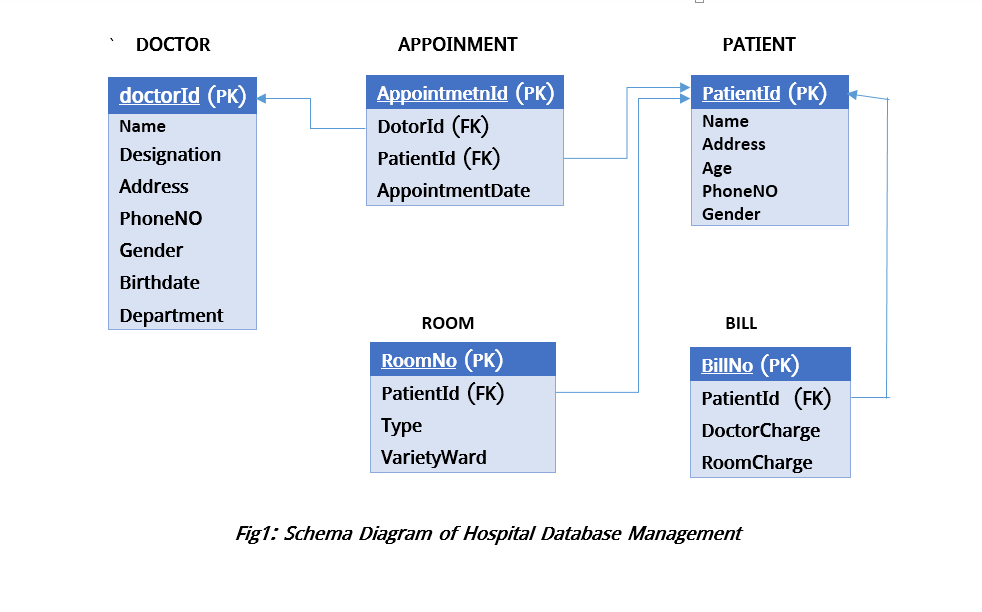 ` DOCTOR
doctorId (PK)
Name
Designation
Address
PhoneNO
Gender
Birthdate
Department
APPOINMENT
AppointmetnId (PK)
DotorId (FK)
PatientId (FK)
AppointmentDate
PATIENT
PatientId (PK)
Name
Address
Age
PhoneNO
Gender
ROOM
RoomNo (PK)
PatientId (FK)
Type
VarietyWard
BILL
BillNo (PK)
PatientId (FK)
DoctorCharge
RoomCharge
Fig1: Schema Diagram of Hospital Database Management